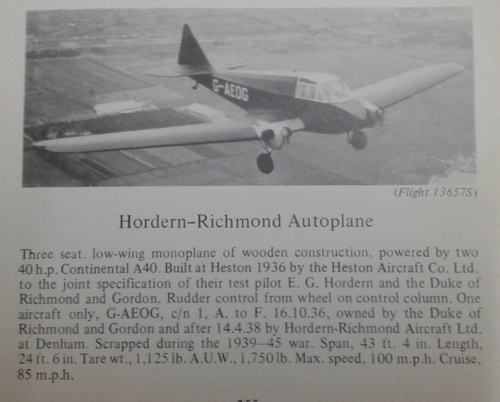 G-AEOG
(Flight 13657S)
Hordern-Richmond Autoplane
Three seat. low-wing monoplane of wooden construction, powered by two
40 h.p. Continental A40. Built at Heston 1936 by the Heston Aircraft Co. Ltd.
to the joint specification of their test pilot E. G. Hordern and the Duke of
Richmond and Gordon. Rudder control from wheel on control column. One
aircraft only, G-AEOG, c/n 1, A. to F. 16.10.36, owned by the Duke of
Richmond and Gordon and after 14.4.38 by Hordern-Richmond Aircraft Ltd.
at Denham. Scrapped during the 1939–45 war. Span, 43 ft. 4 in. Length,
24 ft. 6 in. Tare wt., 1,125 lb. A.U.W., 1,750 lb. Max. speed, 100 m.p.h. Cruise,
85 m.p.h.